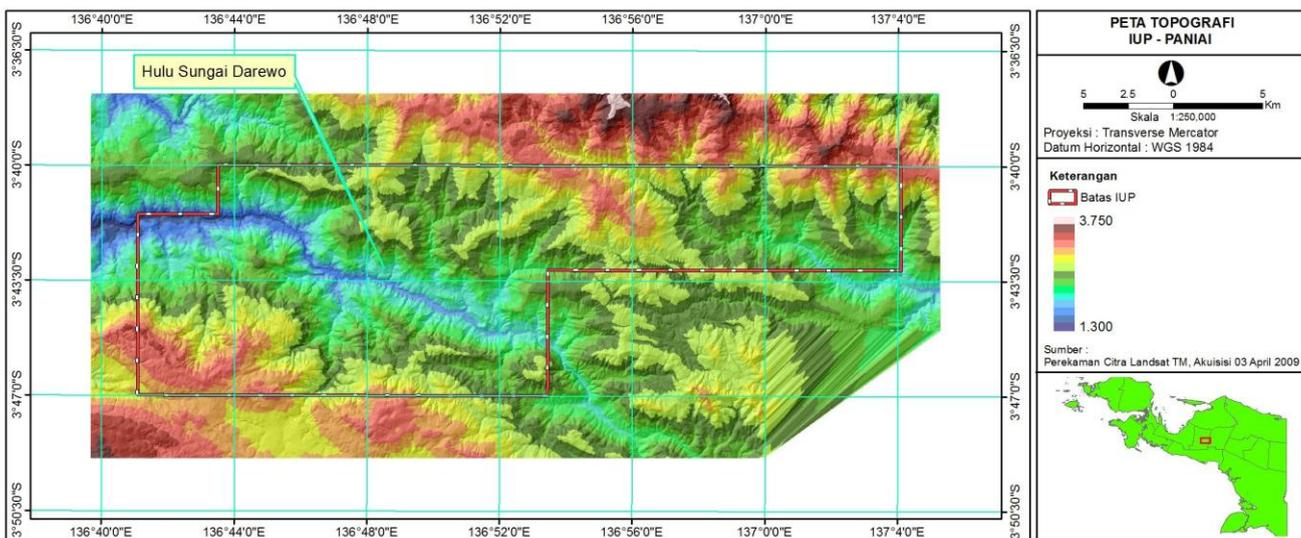 136°40'0"E 136°44'0"E 136°48'0"E 136°52'0"E 136°56'0"E 137°0'0"E 137°4'0"E
3°36'30"S 3°36'30"S
Hulu Sungai Darewo
3°40'0"S 3°40'0"S
3°43'30"S 3°43'30"S
3°47'0"S 3°47'0"S
3°50'30"S 3°50'30"S
136°40'0"E 136°44'0"E 136°48'0"E 136°52'0"E 136°56'0"E 137°0'0"E 137°4'0"E
PETA TOPOGRAFI
IUP - PANIAI
5 2.5 0 5
Km
Skala 1:250,000
Proyeksi : Transverse Mercator
Datum Horizontal : WGS 1984
Keterangan
Batas IUP
3.750
1.300
Sumber :
Perekaman Citra Landsat TM, Akuisisi 03 April 2009